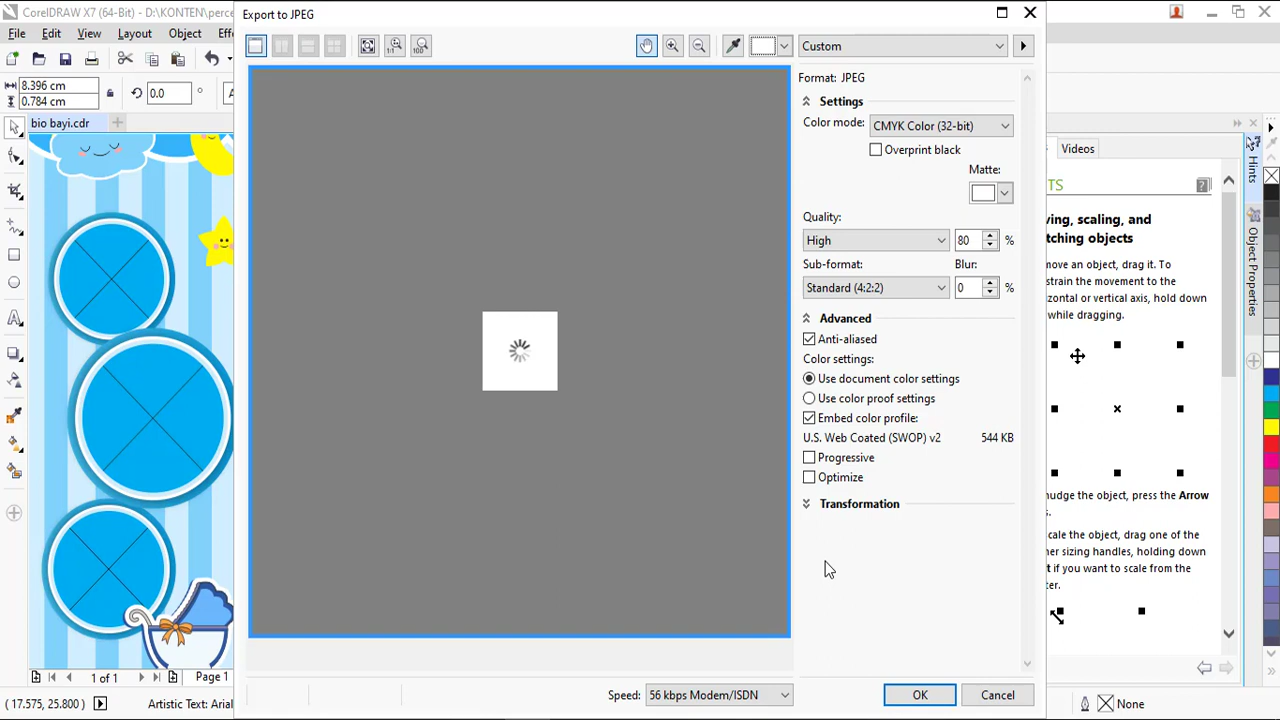 CorelDRAW X7 (64-Bit) - D:\KONTEN\perce
Export to JPEG
File Edit View Layout Object Effe
Custom
8.396 cm
0.784 cm
0.0
°
Format: JPEG
Settings
Color mode: CMYK Color (32-bit)
Overprint black
Matte:
Quality:
High 80 %
Sub-format: Blur:
Standard (4:2:2) 0 %
Advanced
Anti-aliased
Color settings:
Use document color settings
Use color proof settings
Embed color profile:
U.S. Web Coated (SWOP) v2 544 KB
Progressive
Optimize
Transformation
bio bayi.cdr
Videos
TS
ving, scaling, and
tching objects
move an object, drag it. To
strain the movement to the
zontal or vertical axis, hold down
while dragging.
nudge the object, press the Arrow
s.
cale the object, drag one of the
ner sizing handles, holding down
t if you want to scale from the
ter.
Hints
Object Properties
1 of 1
Page 1
Speed: 56 kbps Modem/ISDN
OK
Cancel
(17.575, 25.800)
Artistic Text: Arial
None